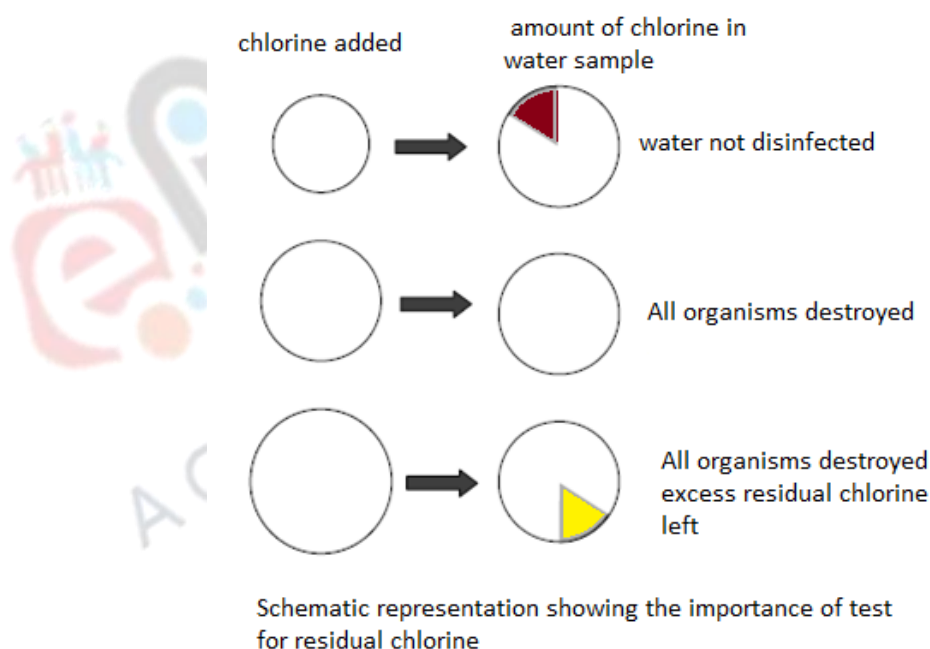 chlorine added
amount of chlorine in
water sample
water not disinfected
All organisms destroyed
All organisms destroyed
excess residual chlorine
left
Schematic representation showing the importance of test
for residual chlorine